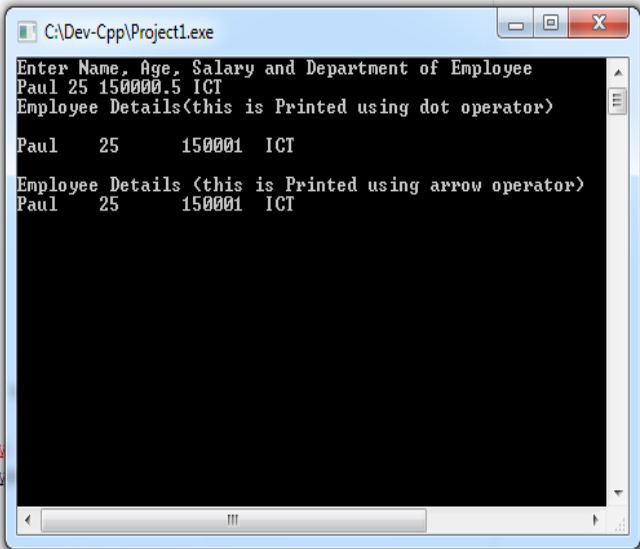 C:\Dev-Cpp\Project1.exe
Enter Name, Age, Salary and Department of Employee
Paul 25 150000.5 ICT
Employee Details(this is Printed using dot operator)
Paul    25      150001  ICT
Employee Details (this is Printed using arrow operator)
Paul    25      150001  ICT